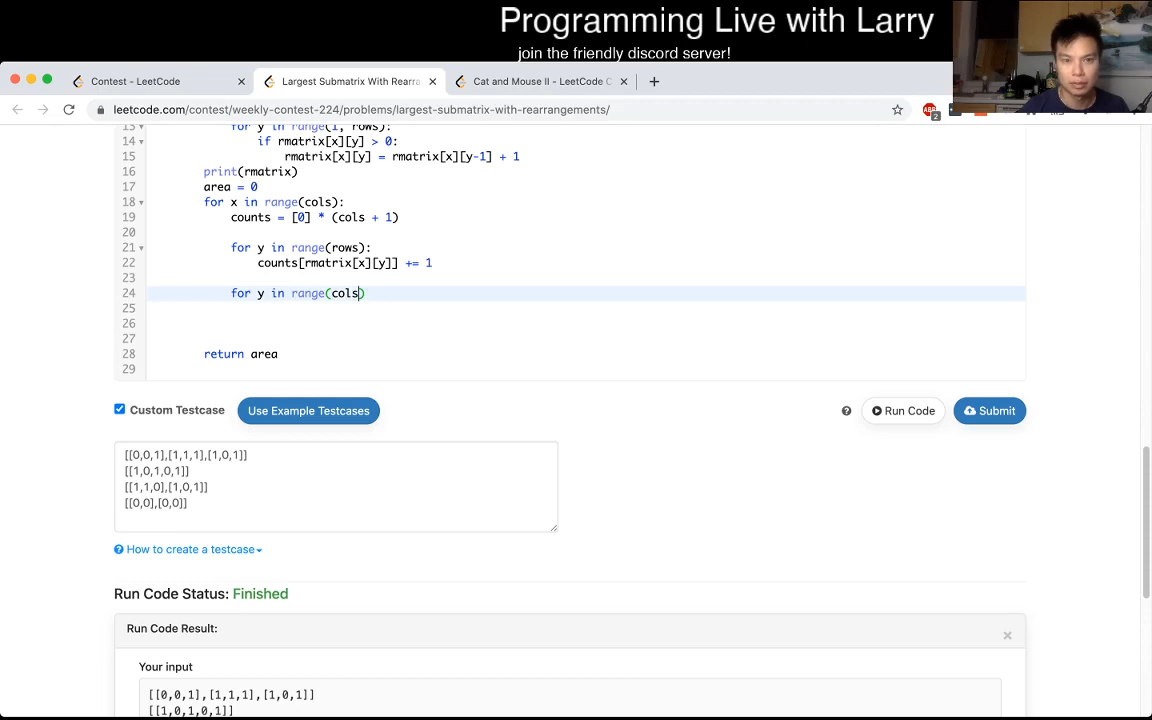 Programming Live with Larry
join the friendly discord server!
Contest - LeetCode
Largest Submatrix With Rearra
Cat and Mouse II - LeetCode C
leetcode.com/contest/weekly-contest-224/problems/largest-submatrix-with-rearrangements/
2
13 for y in range(1, rows):
14 if rmatrix[x][y] > 0:
15 rmatrix[x][y] = rmatrix[x][y-1] + 1
16 print(rmatrix)
17 area = 0
18 for x in range(cols):
19 counts = [0] * (cols + 1)
20
21 for y in range(rows):
22 counts[rmatrix[x][y]] += 1
23
24 for y in range(cols)
25
26
27
28 return area
29
Custom Testcase Use Example Testcases Run Code Submit
[[0,0,1],[1,1,1],[1,0,1]]
[[1,0,1,0,1]]
[[1,1,0],[1,0,1]]
[[0,0],[0,0]]
How to create a testcase
Run Code Status: Finished
Run Code Result:
Your input
[[0,0,1],[1,1,1],[1,0,1]]
[[1,0,1,0,1]]